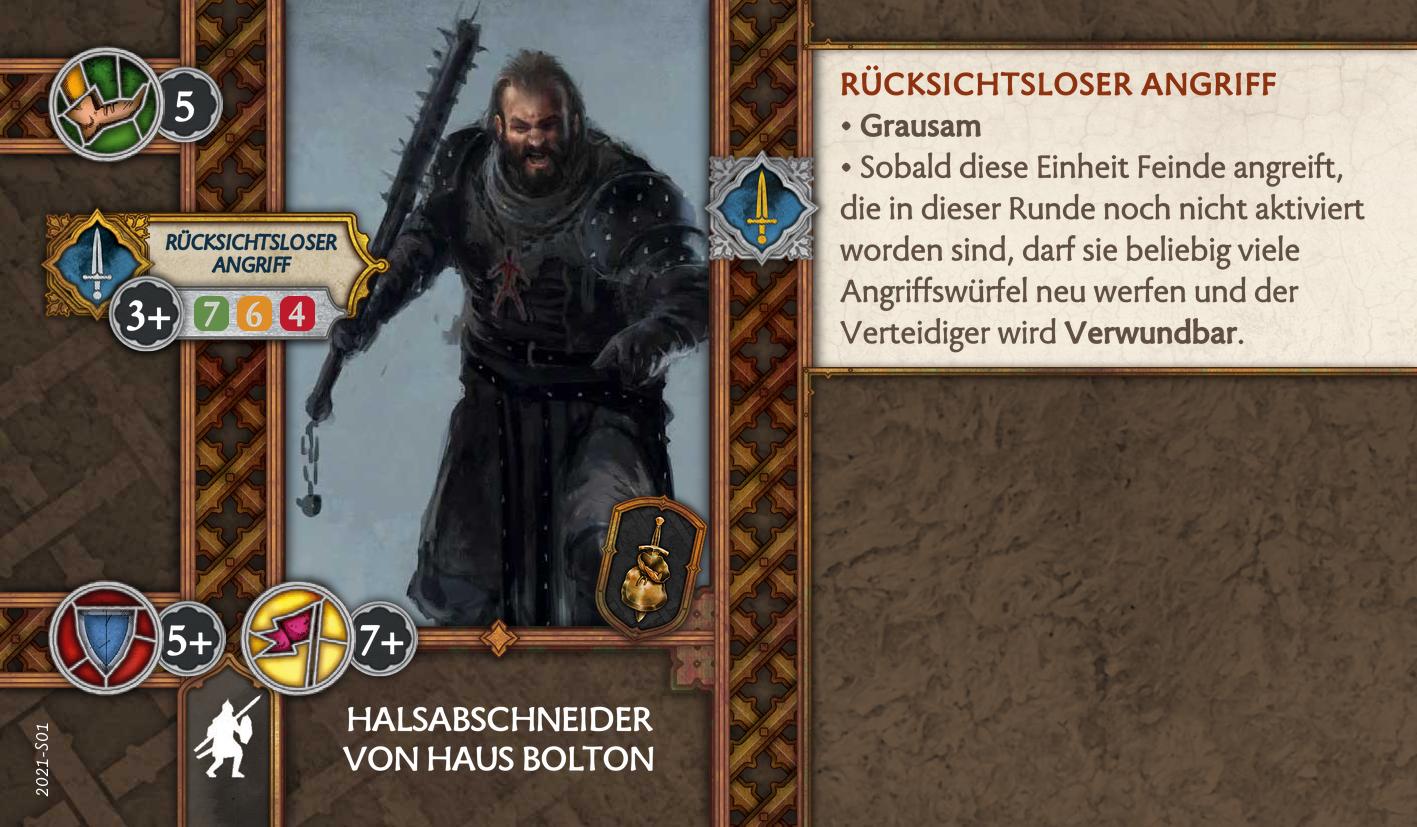 5
RÜCKSICHTSLOSER
ANGRIFF
3+ 7 6 4
5+ 7+
HALSABSCHNEIDER
VON HAUS BOLTON
2021-S01
RÜCKSICHTSLOSER ANGRIFF
• Grausam
• Sobald diese Einheit Feinde angreift,
die in dieser Runde noch nicht aktiviert
worden sind, darf sie beliebig viele
Angriffswürfel neu werfen und der
Verteidiger wird Verwundbar.